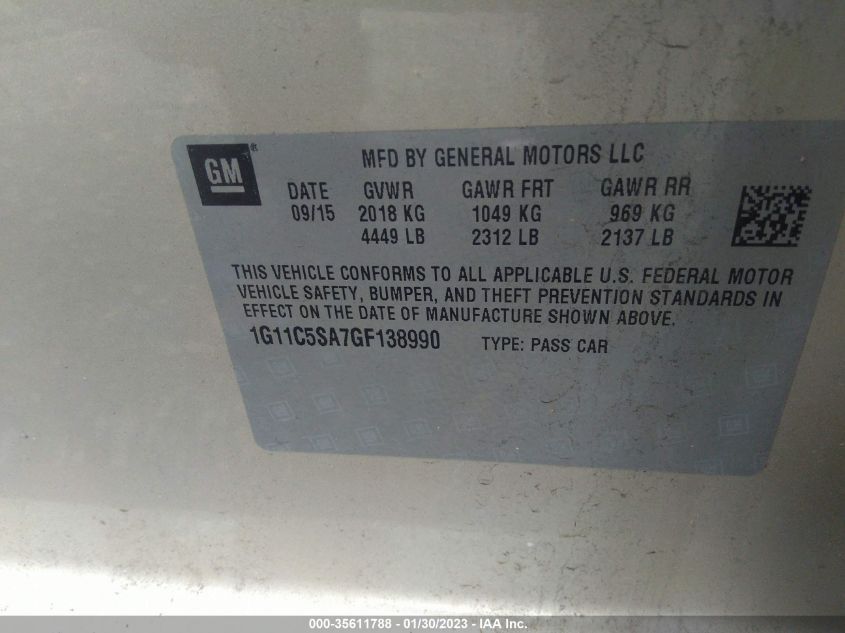 GM®
MFD BY GENERAL MOTORS LLC
DATE GVWR GAWR FRT GAWR RR
09/15 2018 KG 1049 KG 969 KG
4449 LB 2312 LB 2137 LB
THIS VEHICLE CONFORMS TO ALL APPLICABLE U.S. FEDERAL MOTOR
VEHICLE SAFETY, BUMPER, AND THEFT PREVENTION STANDARDS IN
EFFECT ON THE DATE OF MANUFACTURE SHOWN ABOVE.
1G11C5SA7GF138990 TYPE: PASS CAR
000-35611788 - 01/30/2023 - IAA Inc.